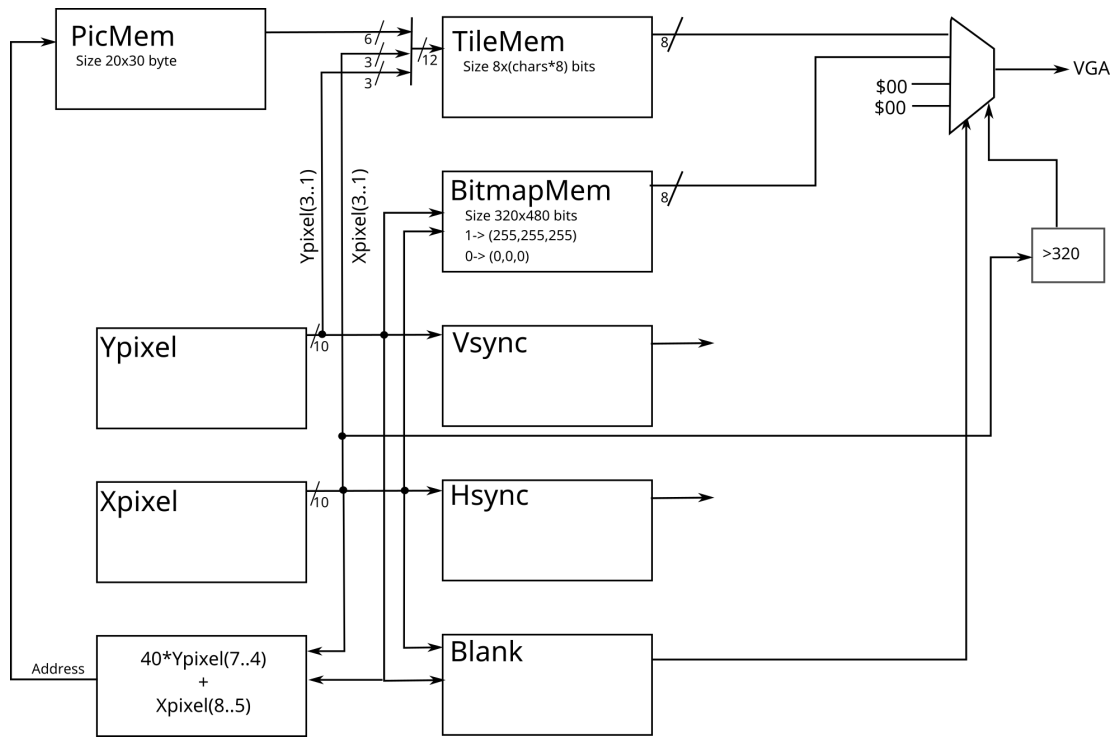 PicMem
Size 20x30 byte
6
3
3
12
TileMem
Size 8x(chars*8) bits
8
$00
$00
VGA
Ypixel(3..1)
Xpixel(3..1)
BitmapMem
Size 320x480 bits
1-> (255,255,255)
0-> (0,0,0)
8
>320
Ypixel
10
Vsync
Xpixel
10
Hsync
Address
40*Ypixel(7..4)
+
Xpixel(8..5)
Blank